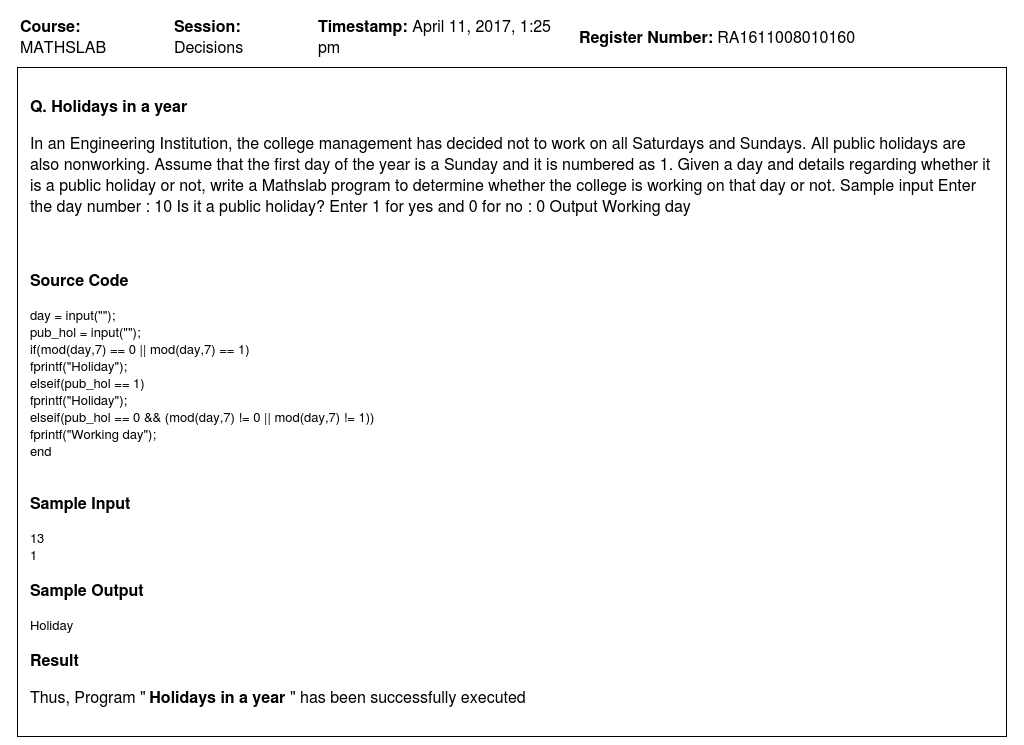 Course: MATHSLAB
Session: Decisions
Timestamp: April 11, 2017, 1:25 pm
Register Number: RA1611008010160
Q. Holidays in a year
In an Engineering Institution, the college management has decided not to work on all Saturdays and Sundays. All public holidays are
also nonworking. Assume that the first day of the year is a Sunday and it is numbered as 1. Given a day and details regarding whether it
is a public holiday or not, write a Mathslab program to determine whether the college is working on that day or not. Sample input Enter
the day number : 10 Is it a public holiday? Enter 1 for yes and 0 for no : 0 Output Working day
Source Code
day = input("");
pub_hol = input("");
if(mod(day,7) == 0 || mod(day,7) == 1)
fprintf("Holiday");
elseif(pub_hol == 1)
fprintf("Holiday");
elseif(pub_hol == 0 && (mod(day,7) != 0 || mod(day,7) != 1))
fprintf("Working day");
end
Sample Input
13
1
Sample Output
Holiday
Result
Thus, Program " Holidays in a year " has been successfully executed